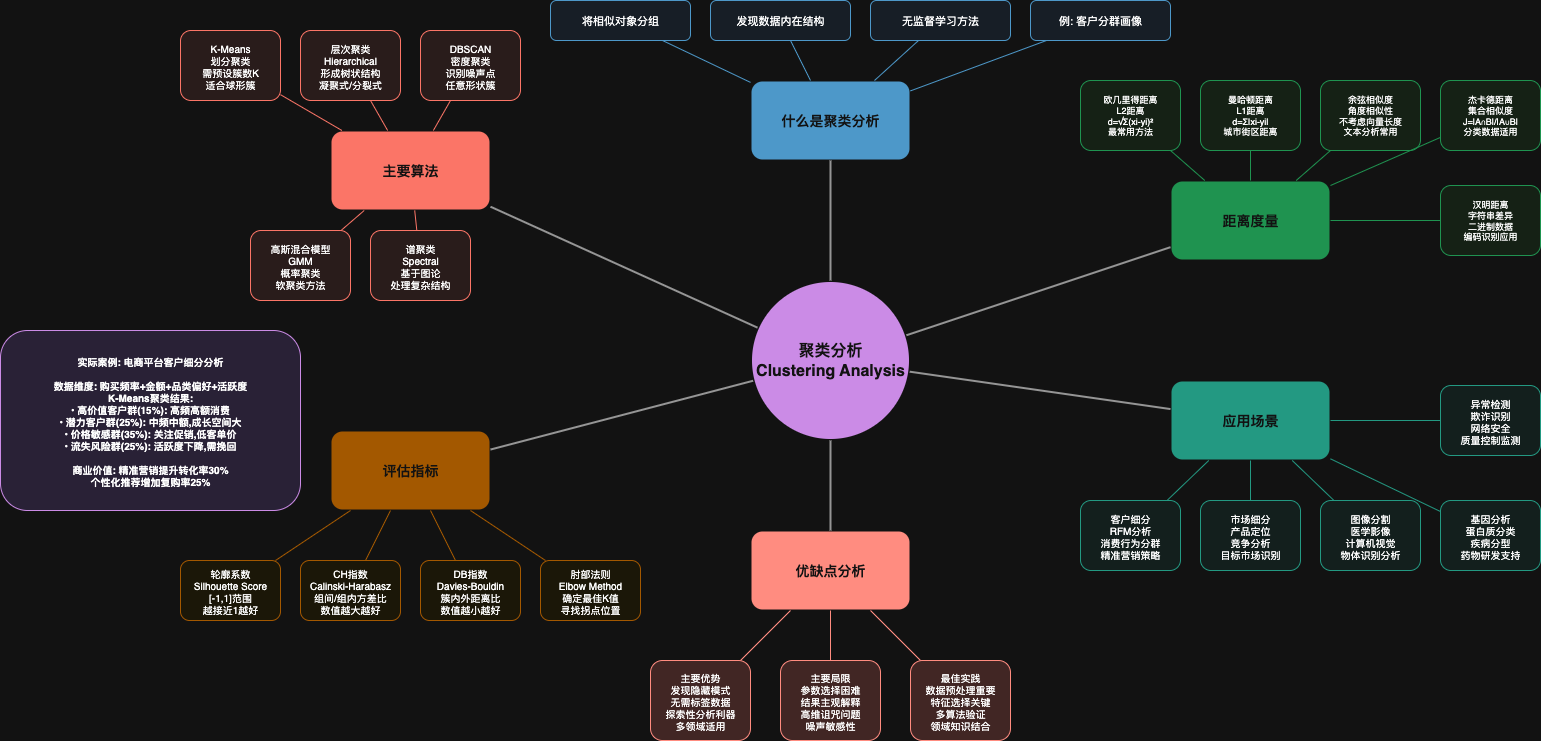 将相似对象分组
发现数据内在结构
无监督学习方法
例: 客户分群画像
什么是聚类分析
K-Means
划分聚类
需预设簇数K
适合球形簇
层次聚类
Hierarchical
形成树状结构
凝聚式/分裂式
DBSCAN
密度聚类
识别噪声点
任意形状簇
主要算法
高斯混合模型
GMM
概率聚类
软聚类方法
谱聚类
Spectral
基于图论
处理复杂结构
欧几里得距离
L2距离
d=√Σ(xi-yi)²
最常用方法
曼哈顿距离
L1距离
d=Σ|xi-yi|
城市街区距离
余弦相似度
角度相似性
不考虑向量长度
文本分析常用
杰卡德距离
集合相似度
J=|A∩B|/|A∪B|
分类数据适用
距离度量
汉明距离
字符串差异
二进制数据
编码识别应用
聚类分析
Clustering Analysis
实际案例: 电商平台客户细分分析
数据维度: 购买频率+金额+品类偏好+活跃度
K-Means聚类结果:
• 高价值客户群(15%): 高频高额消费
• 潜力客户群(25%): 中频中额,成长空间大
• 价格敏感群(35%): 关注促销,低客单价
• 流失风险群(25%): 活跃度下降,需挽回
商业价值: 精准营销提升转化率30%
个性化推荐增加复购率25%
应用场景
异常检测
欺诈识别
网络安全
质量控制监测
客户细分
RFM分析
消费行为分群
精准营销策略
市场细分
产品定位
竞争分析
目标市场识别
图像分割
医学影像
计算机视觉
物体识别分析
基因分析
蛋白质分类
疾病分型
药物研发支持
评估指标
轮廓系数
Silhouette Score
[-1,1]范围
越接近1越好
CH指数
Calinski-Harabasz
组间/组内方差比
数值越大越好
DB指数
Davies-Bouldin
簇内外距离比
数值越小越好
肘部法则
Elbow Method
确定最佳K值
寻找拐点位置
优缺点分析
主要优势
发现隐藏模式
无需标签数据
探索性分析利器
多领域适用
主要局限
参数选择困难
结果主观解释
高维诅咒问题
噪声敏感性
最佳实践
数据预处理重要
特征选择关键
多算法验证
领域知识结合